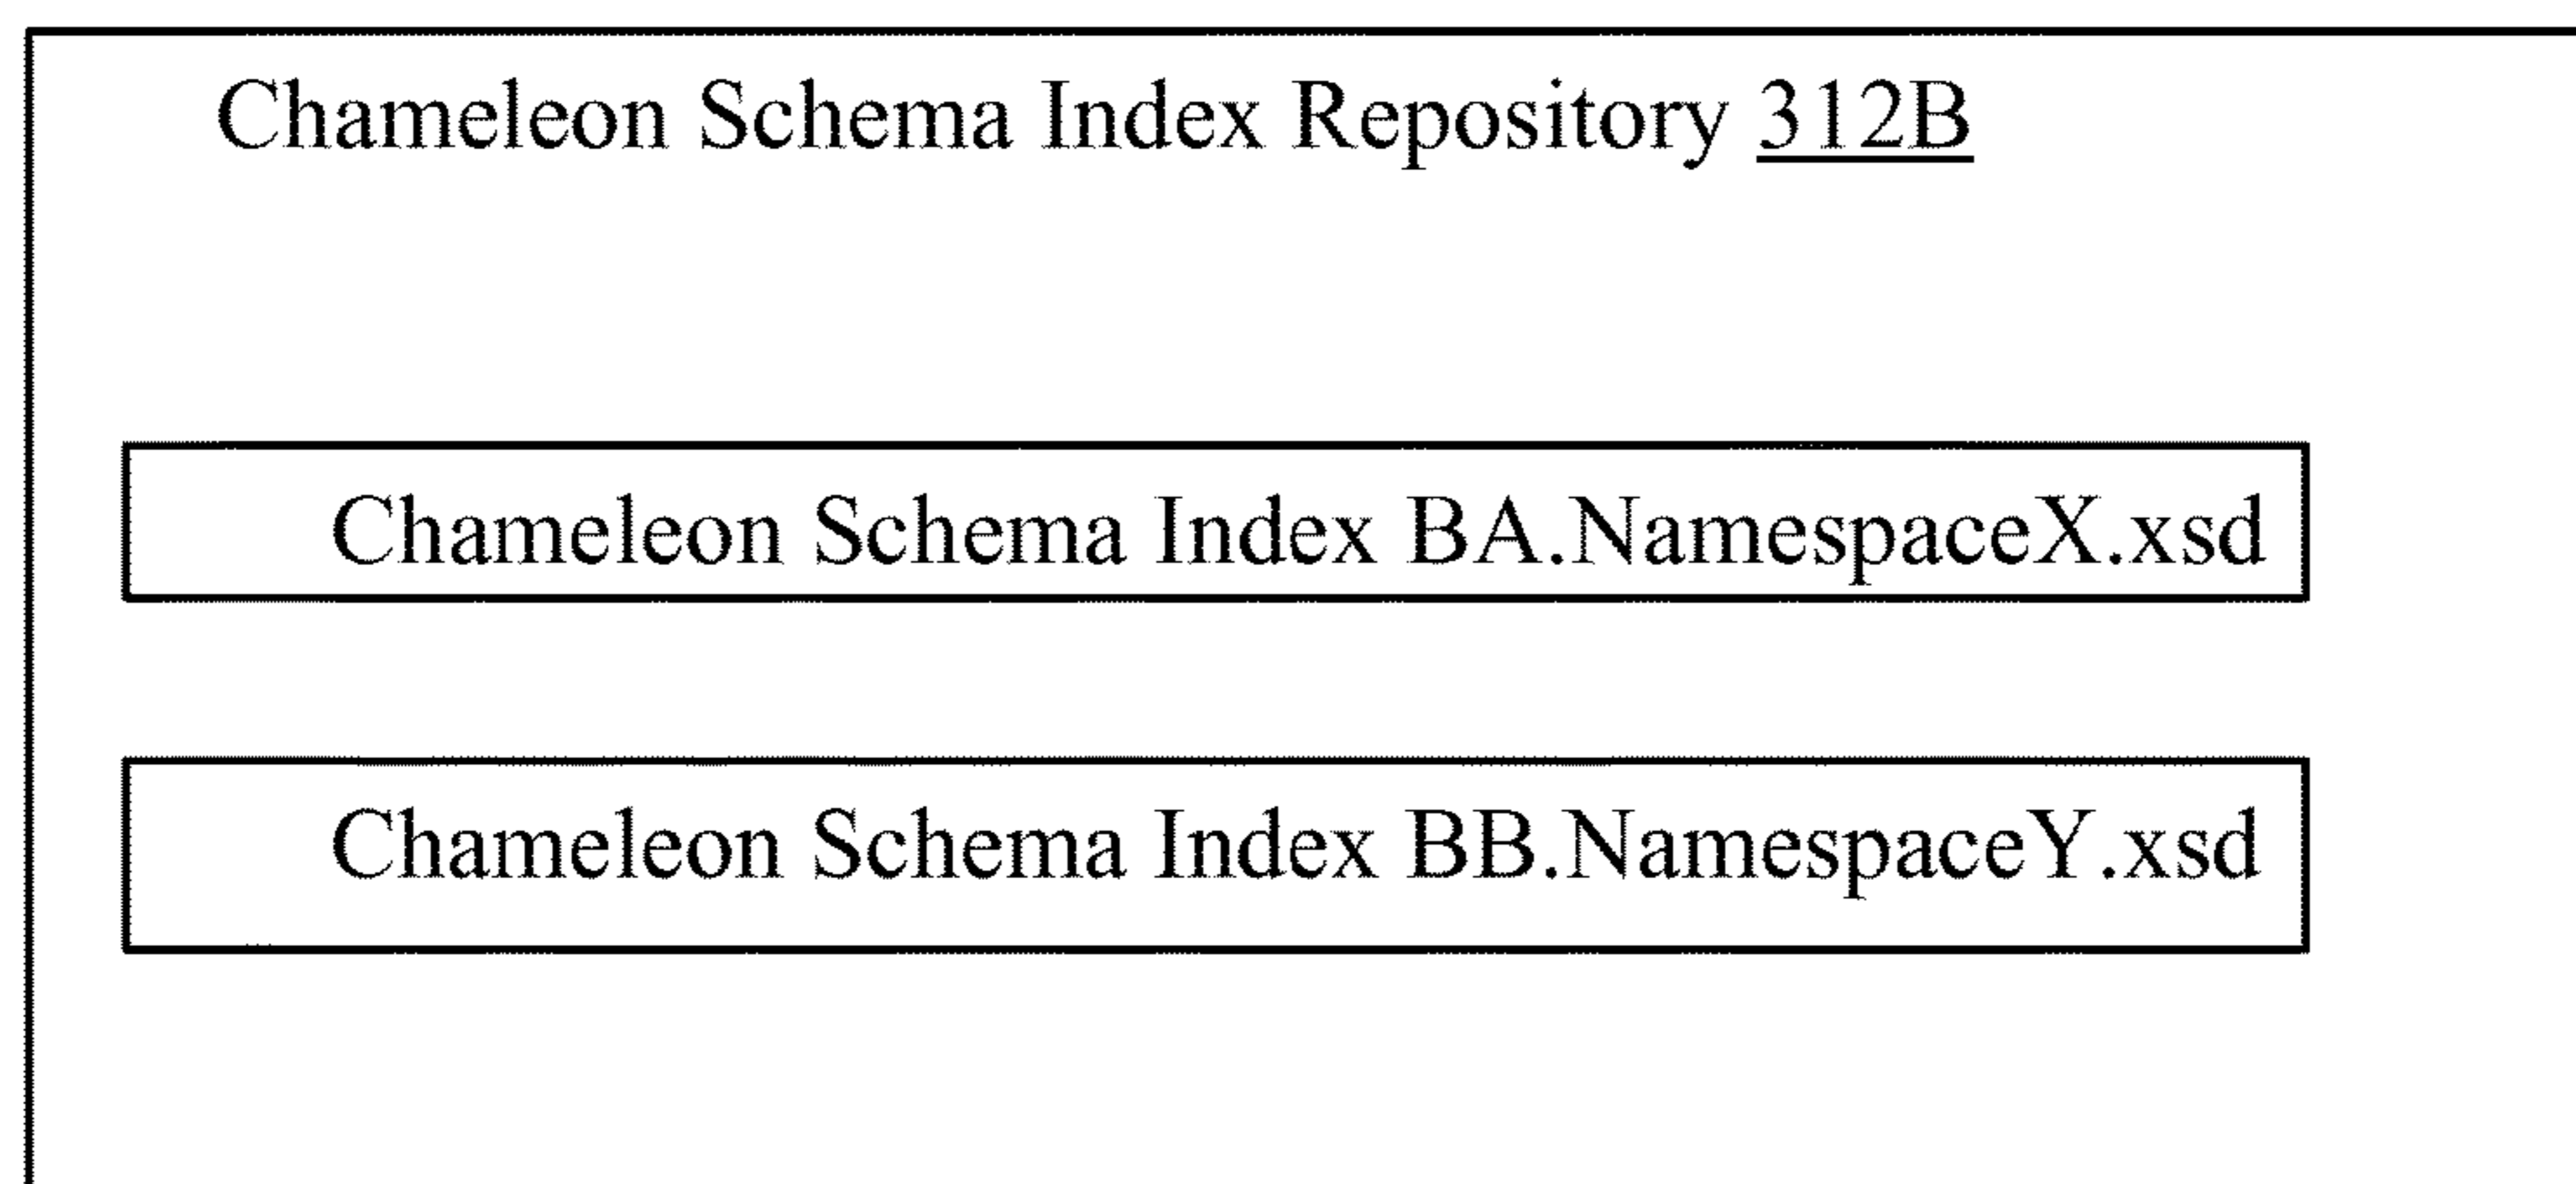 Chameleon Schema Index Repository 312B
Chameleon Schema Index BA.NamespaceX.xsd
Chameleon Schema Index BB.NamespaceY.xsd